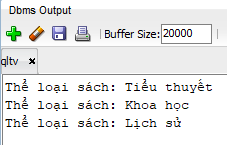 Dbms Output
Buffer Size: 20000
qltv ×
Thể loại sách: Tiểu thuyết
Thể loại sách: Khoa học
Thể loại sách: Lịch sử